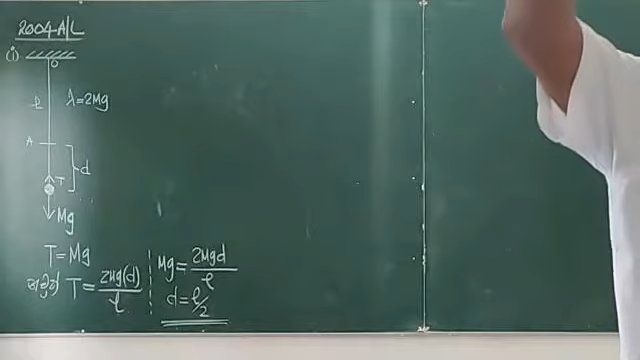 2004-A/L
(i)
O
ℓ λ=2Mg
A
d
T
Mg
T=Mg
T = 2Mg(d)/ℓ
Mg = 2Mgd/ℓ
d = ℓ/2